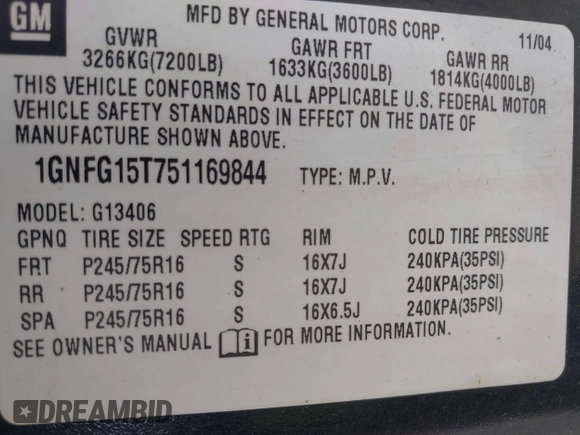 GM
MFD BY GENERAL MOTORS CORP.
11/04
GVWR GAWR FRT GAWR RR
3266KG(7200LB) 1633KG(3600LB) 1814KG(4000LB)
THIS VEHICLE CONFORMS TO ALL APPLICABLE U.S. FEDERAL MOTOR
VEHICLE SAFETY STANDARDS IN EFFECT ON THE DATE OF
MANUFACTURE SHOWN ABOVE.
1GNFG15T751169844 TYPE: M.P.V.
MODEL: G13406
GPNQ TIRE SIZE SPEED RTG RIM COLD TIRE PRESSURE
FRT P245/75R16 S 16X7J 240KPA(35PSI)
RR P245/75R16 S 16X7J 240KPA(35PSI)
SPA P245/75R16 S 16X6.5J 240KPA(35PSI)
SEE OWNER'S MANUAL i FOR MORE INFORMATION.
DREAMBID